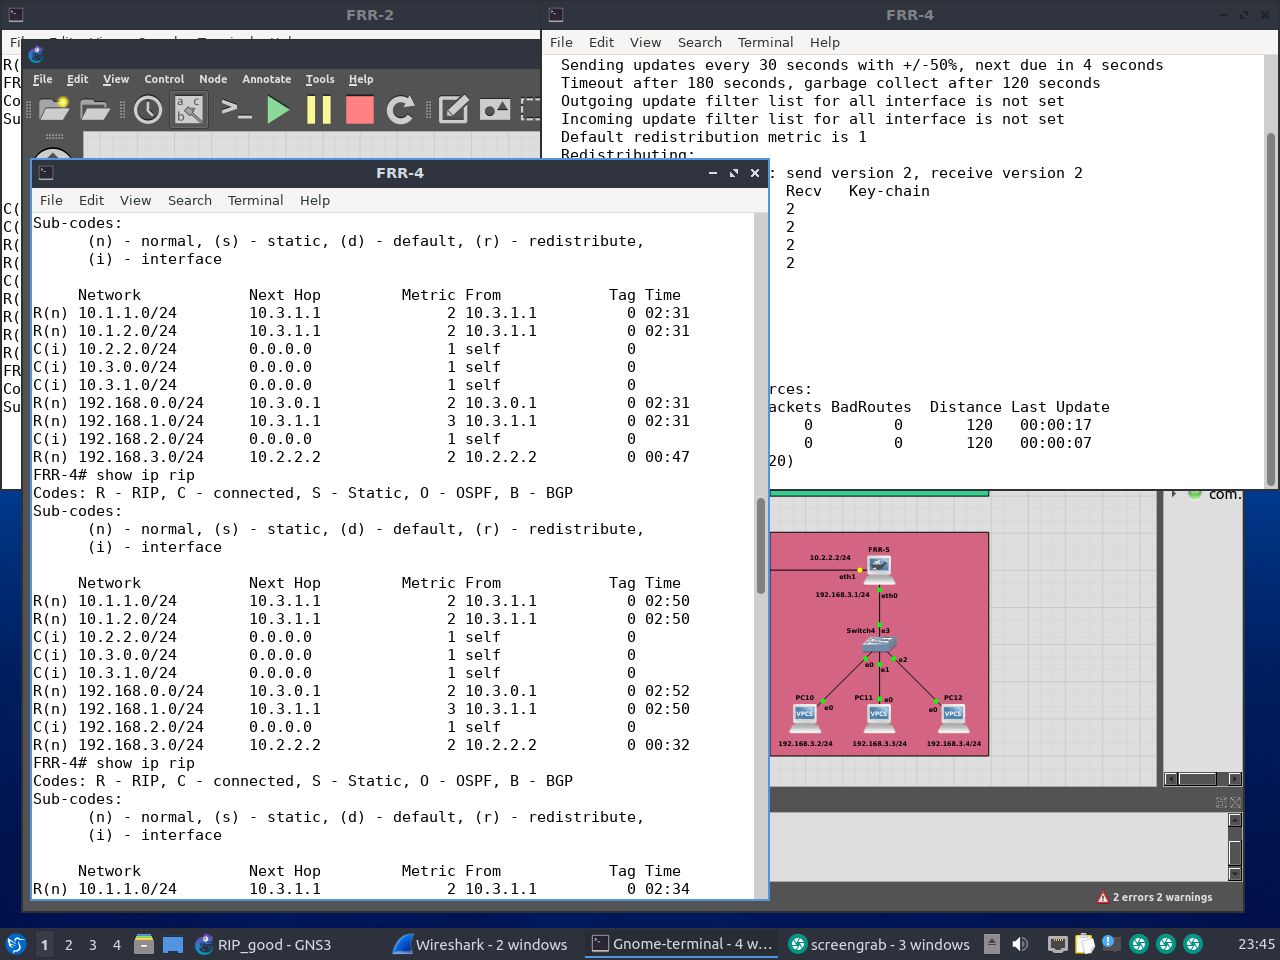 FRR-2
FRR-4
File Edit View Search Terminal Help
Sending updates every 30 seconds with +/-50%, next due in 4 seconds
Timeout after 180 seconds, garbage collect after 120 seconds
Outgoing update filter list for all interface is not set
Incoming update filter list for all interface is not set
Default redistribution metric is 1
Redistributing:
: send version 2, receive version 2
Recv Key-chain
2
2
2
2
rces:
ackets BadRoutes Distance Last Update
0 0 120 00:00:17
0 0 120 00:00:07
20)
R(
FR
Co
Su
C(
C(
R(
R(
C(
R(
R(
R(
R(
FR
Co
Su
File Edit View Control Node Annotate Tools Help
FRR-4
File Edit View Search Terminal Help
Sub-codes:
(n) - normal, (s) - static, (d) - default, (r) - redistribute,
(i) - interface
Network Next Hop Metric From Tag Time
R(n) 10.1.1.0/24 10.3.1.1 2 10.3.1.1 0 02:31
R(n) 10.1.2.0/24 10.3.1.1 2 10.3.1.1 0 02:31
C(i) 10.2.2.0/24 0.0.0.0 1 self 0
C(i) 10.3.0.0/24 0.0.0.0 1 self 0
C(i) 10.3.1.0/24 0.0.0.0 1 self 0
R(n) 192.168.0.0/24 10.3.0.1 2 10.3.0.1 0 02:31
R(n) 192.168.1.0/24 10.3.1.1 3 10.3.1.1 0 02:31
C(i) 192.168.2.0/24 0.0.0.0 1 self 0
R(n) 192.168.3.0/24 10.2.2.2 2 10.2.2.2 0 00:47
FRR-4# show ip rip
Codes: R - RIP, C - connected, S - Static, O - OSPF, B - BGP
Sub-codes:
(n) - normal, (s) - static, (d) - default, (r) - redistribute,
(i) - interface
Network Next Hop Metric From Tag Time
R(n) 10.1.1.0/24 10.3.1.1 2 10.3.1.1 0 02:50
R(n) 10.1.2.0/24 10.3.1.1 2 10.3.1.1 0 02:50
C(i) 10.2.2.0/24 0.0.0.0 1 self 0
C(i) 10.3.0.0/24 0.0.0.0 1 self 0
C(i) 10.3.1.0/24 0.0.0.0 1 self 0
R(n) 192.168.0.0/24 10.3.0.1 2 10.3.0.1 0 02:52
R(n) 192.168.1.0/24 10.3.1.1 3 10.3.1.1 0 02:50
C(i) 192.168.2.0/24 0.0.0.0 1 self 0
R(n) 192.168.3.0/24 10.2.2.2 2 10.2.2.2 0 00:32
FRR-4# show ip rip
Codes: R - RIP, C - connected, S - Static, O - OSPF, B - BGP
Sub-codes:
(n) - normal, (s) - static, (d) - default, (r) - redistribute,
(i) - interface
Network Next Hop Metric From Tag Time
R(n) 10.1.1.0/24 10.3.1.1 2 10.3.1.1 0 02:34
com.
FRR-5
10.2.2.2/24
eth1
192.168.3.1/24 eth0
Switch4 e3
e0 e1 e2
PC10 PC11 PC12
e0 e0 e0
VPCS VPCS VPCS
192.168.3.2/24 192.168.3.3/24 192.168.3.4/24
2 errors 2 warnings
1 2 3 4 RIP_good - GNS3 Wireshark - 2 windows Gnome-terminal - 4 w... screengrab - 3 windows 23:45